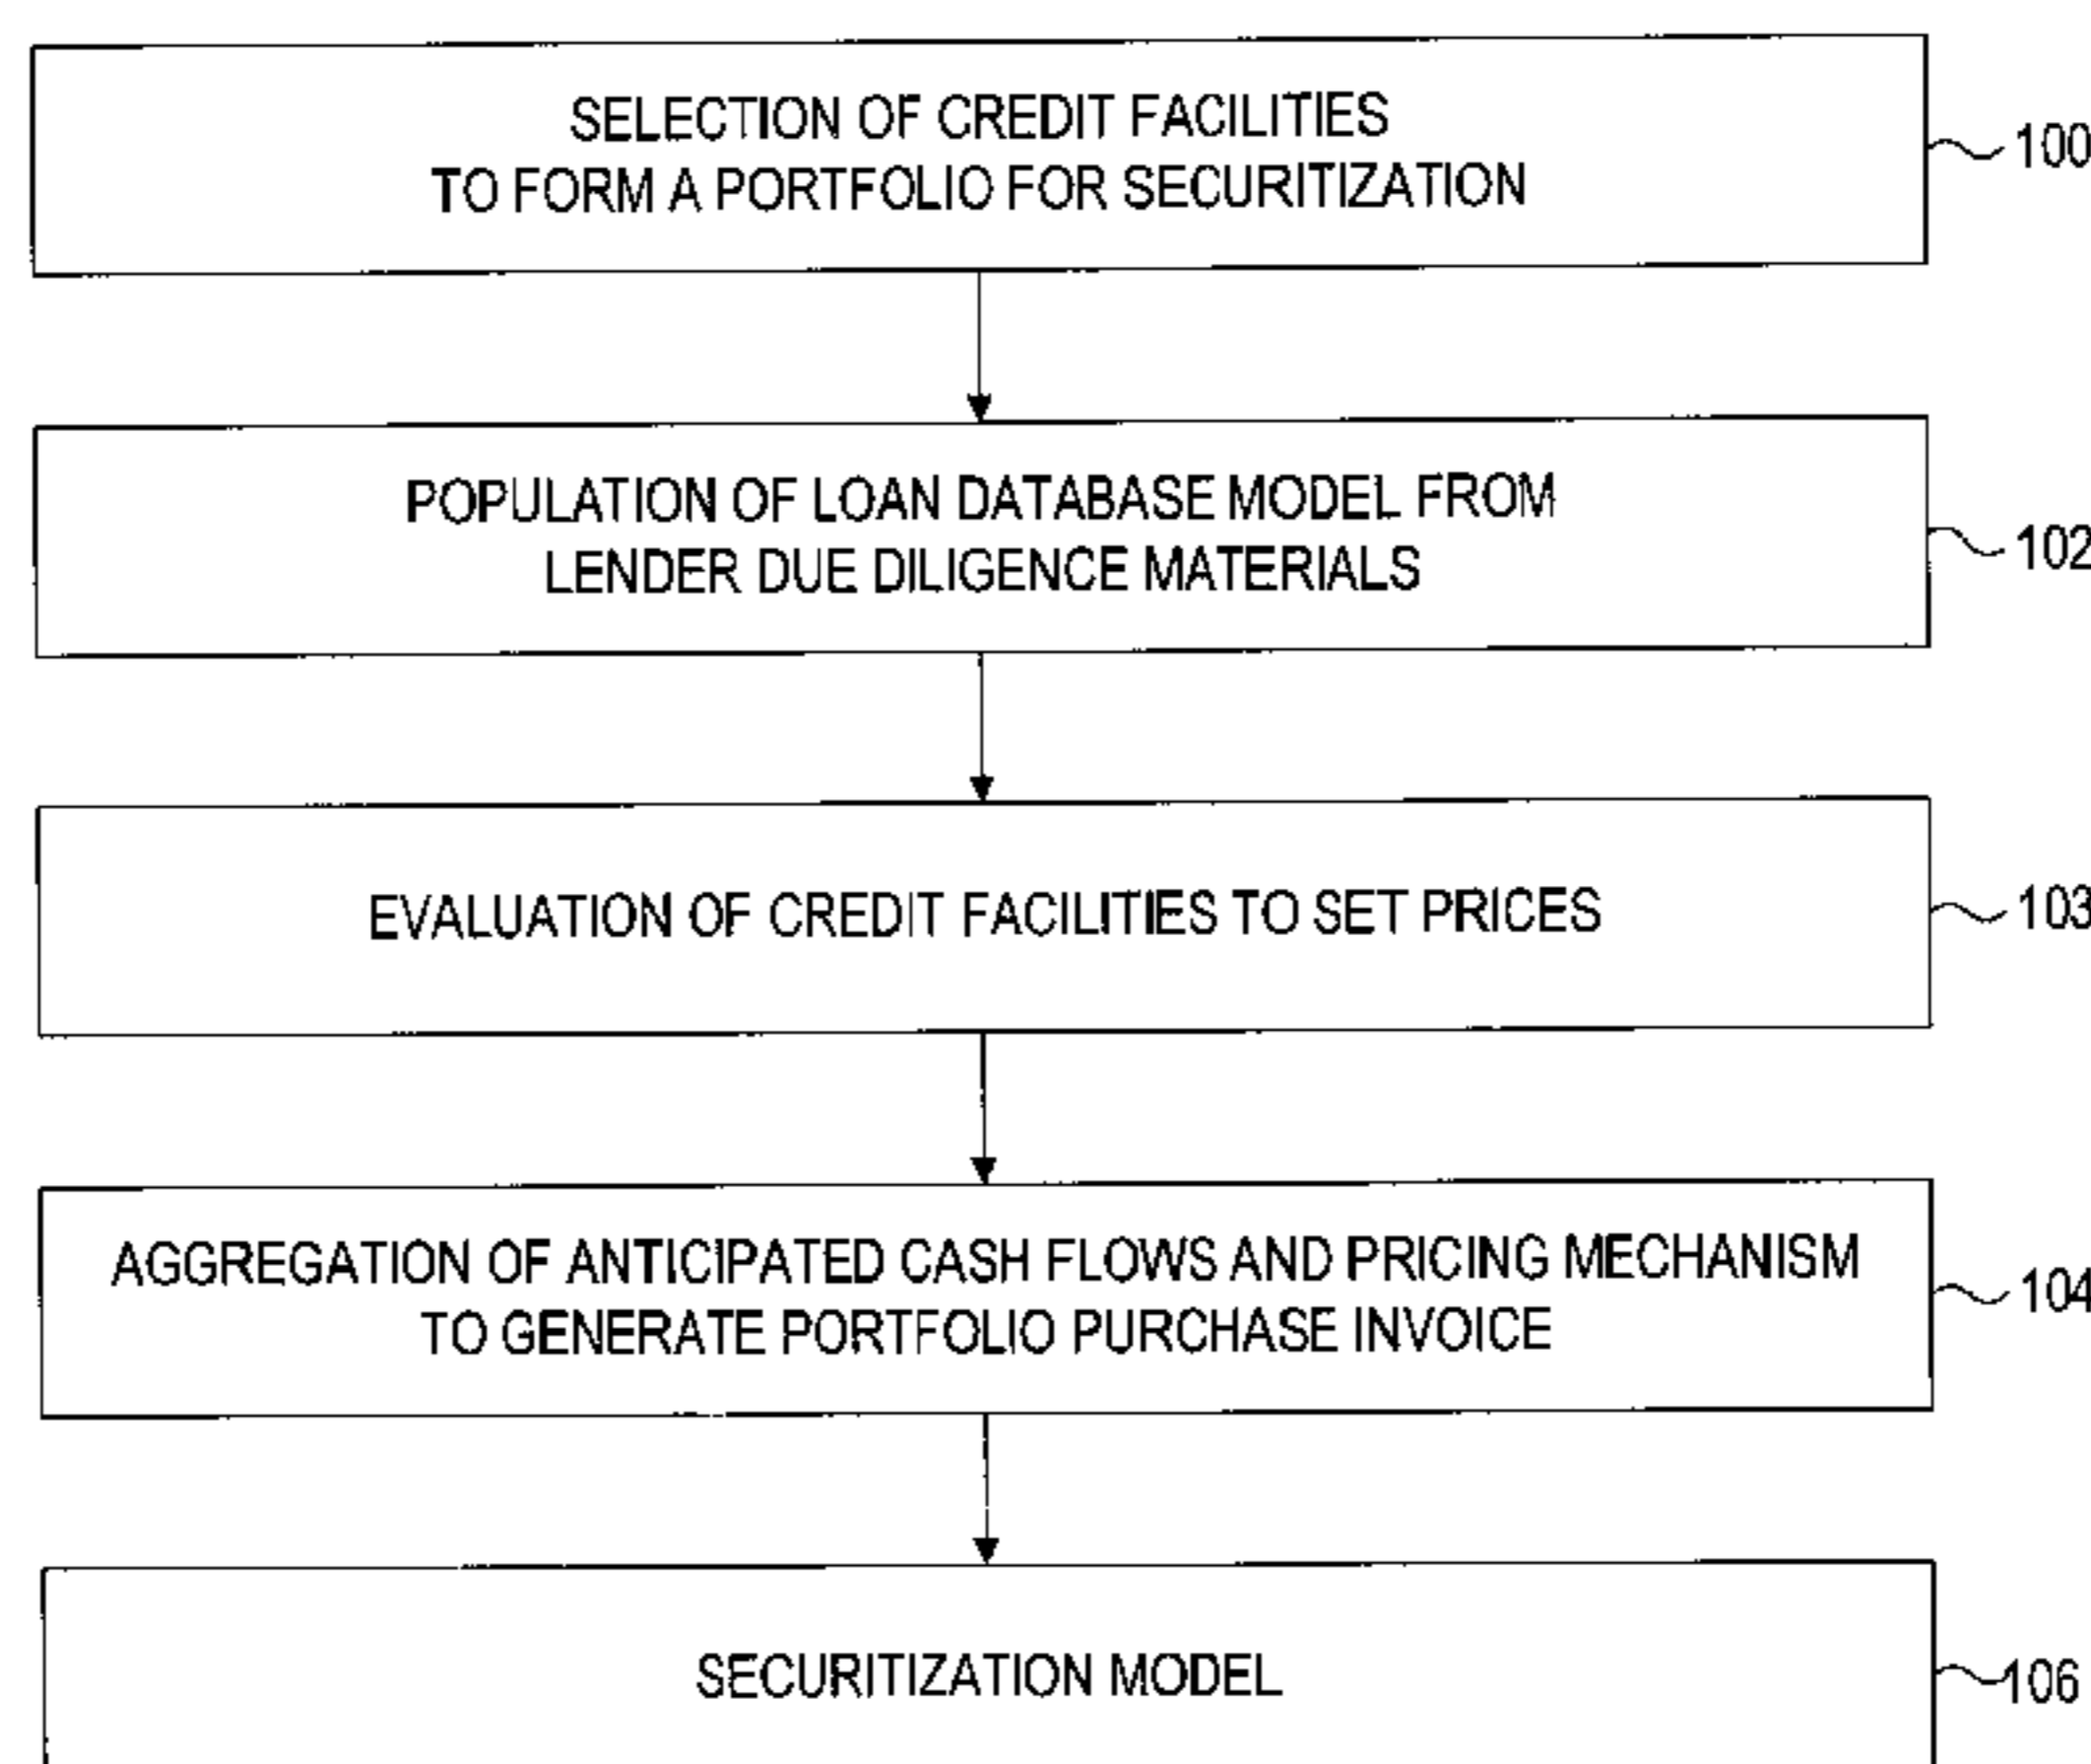 SELECTION OF CREDIT FACILITIES
TO FORM A PORTFOLIO FOR SECURITIZATION
100
POPULATION OF LOAN DATABASE MODEL FROM
LENDER DUE DILIGENCE MATERIALS
102
EVALUATION OF CREDIT FACILITIES TO SET PRICES
103
AGGREGATION OF ANTICIPATED CASH FLOWS AND PRICING MECHANISM
TO GENERATE PORTFOLIO PURCHASE INVOICE
104
SECURITIZATION MODEL
106